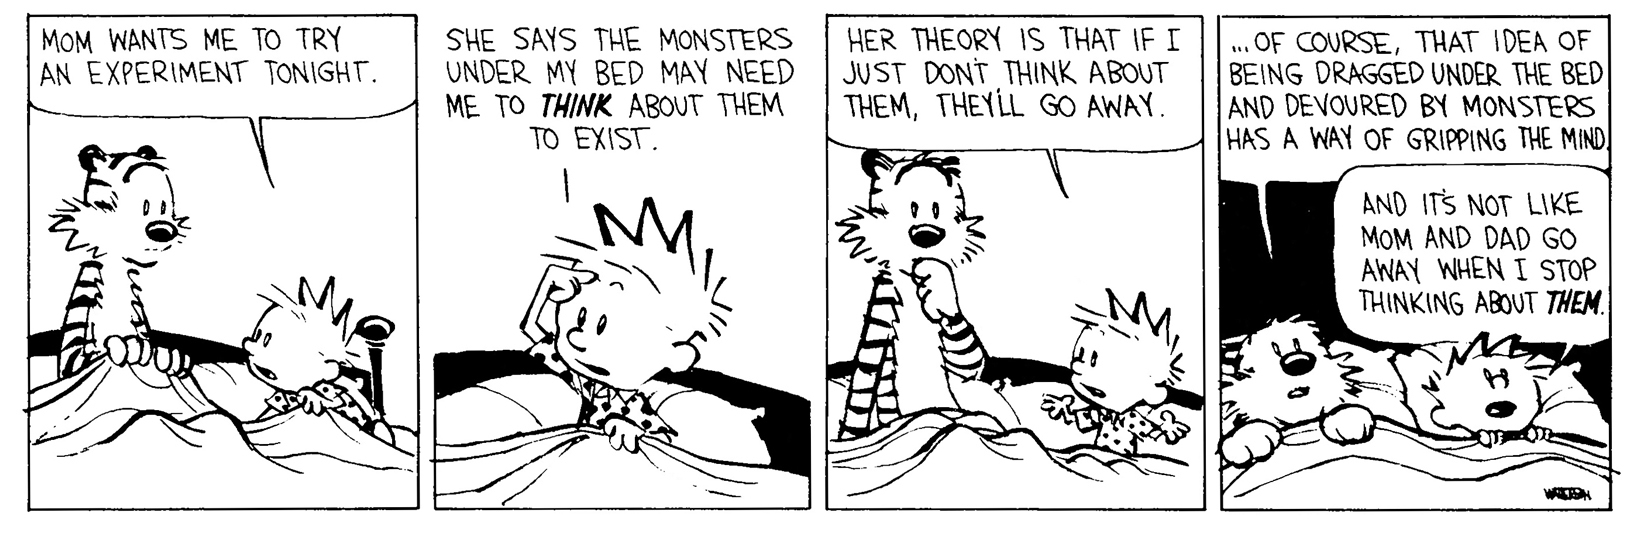 MOM WANTS ME TO TRY
AN EXPERIMENT TONIGHT.
SHE SAYS THE MONSTERS
UNDER MY BED MAY NEED
ME TO THINK ABOUT THEM
TO EXIST.
HER THEORY IS THAT IF I
JUST DON'T THINK ABOUT
THEM, THEY'LL GO AWAY.
...OF COURSE, THAT IDEA OF
BEING DRAGGED UNDER THE BED
AND DEVOURED BY MONSTERS
HAS A WAY OF GRIPPING THE MIND.
AND IT'S NOT LIKE
MOM AND DAD GO
AWAY WHEN I STOP
THINKING ABOUT THEM.
WATTERSON